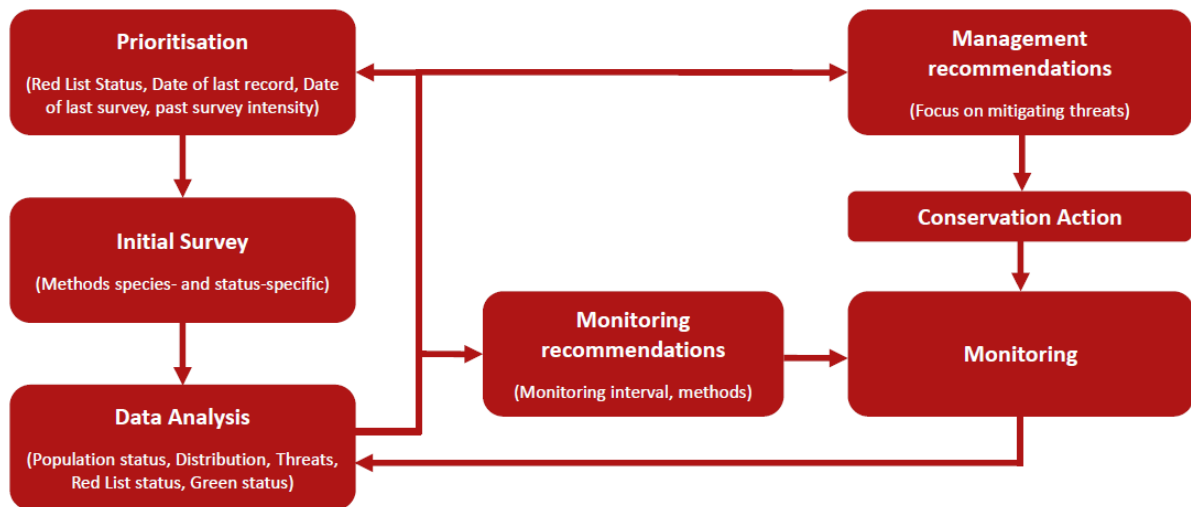 Prioritisation
(Red List Status, Date of last record, Date
of last survey, past survey intensity)
Initial Survey
(Methods species- and status-specific)
Data Analysis
(Population status, Distribution, Threats,
Red List status, Green status)
Monitoring
recommendations
(Monitoring interval, methods)
Management
recommendations
(Focus on mitigating threats)
Conservation Action
Monitoring